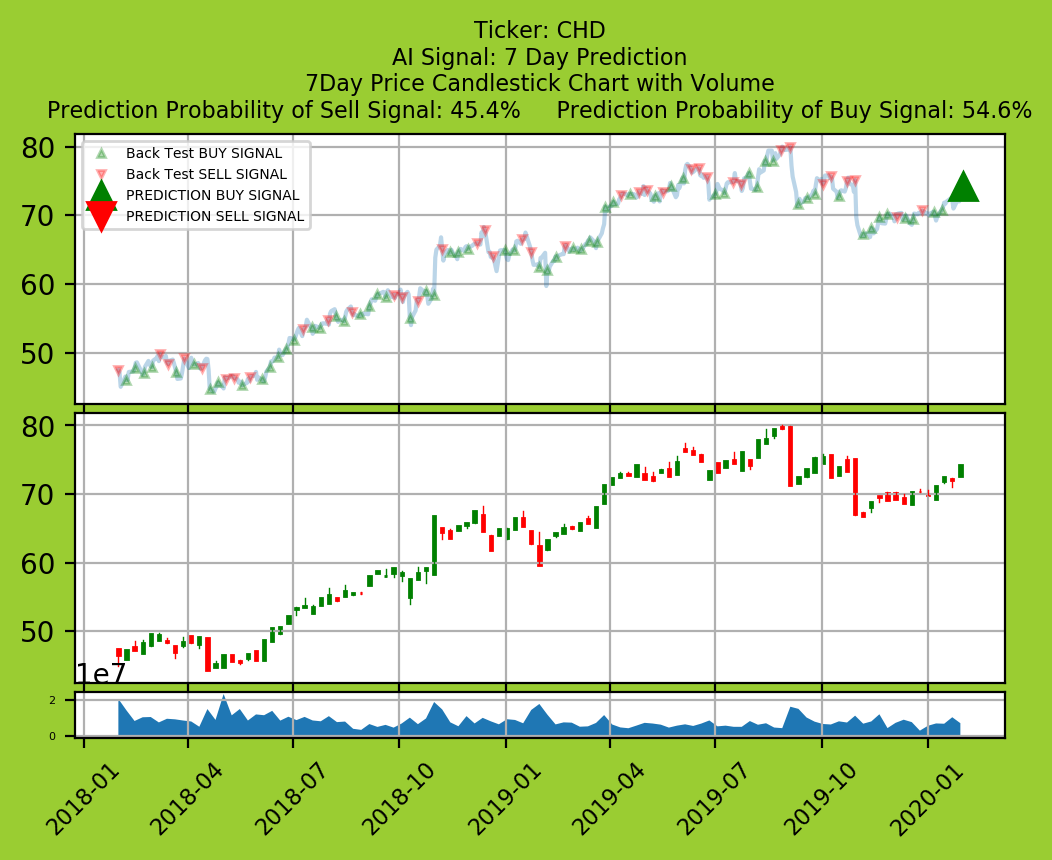 Ticker: CHD
AI Signal: 7 Day Prediction
7Day Price Candlestick Chart with Volume
Prediction Probability of Sell Signal: 45.4%     Prediction Probability of Buy Signal: 54.6%
80
70
60
50
Back Test BUY SIGNAL
Back Test SELL SIGNAL
PREDICTION BUY SIGNAL
PREDICTION SELL SIGNAL
80
70
60
50
1e7
2
0
2018-01 2018-04 2018-07 2018-10 2019-01 2019-04 2019-07 2019-10 2020-01